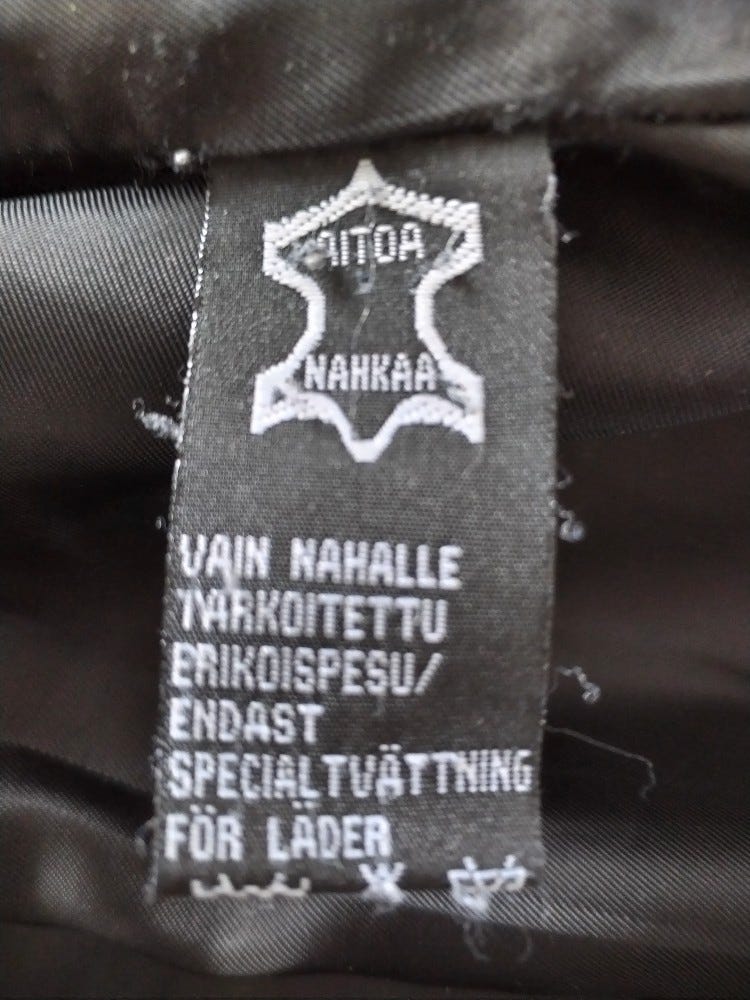 AITOA
NAHKAA
VAIN NAHALLE
TARKOITETTU
ERIKOISPESU/
ENDAST
SPECIALTVÄTTNING
FÖR LÄDER